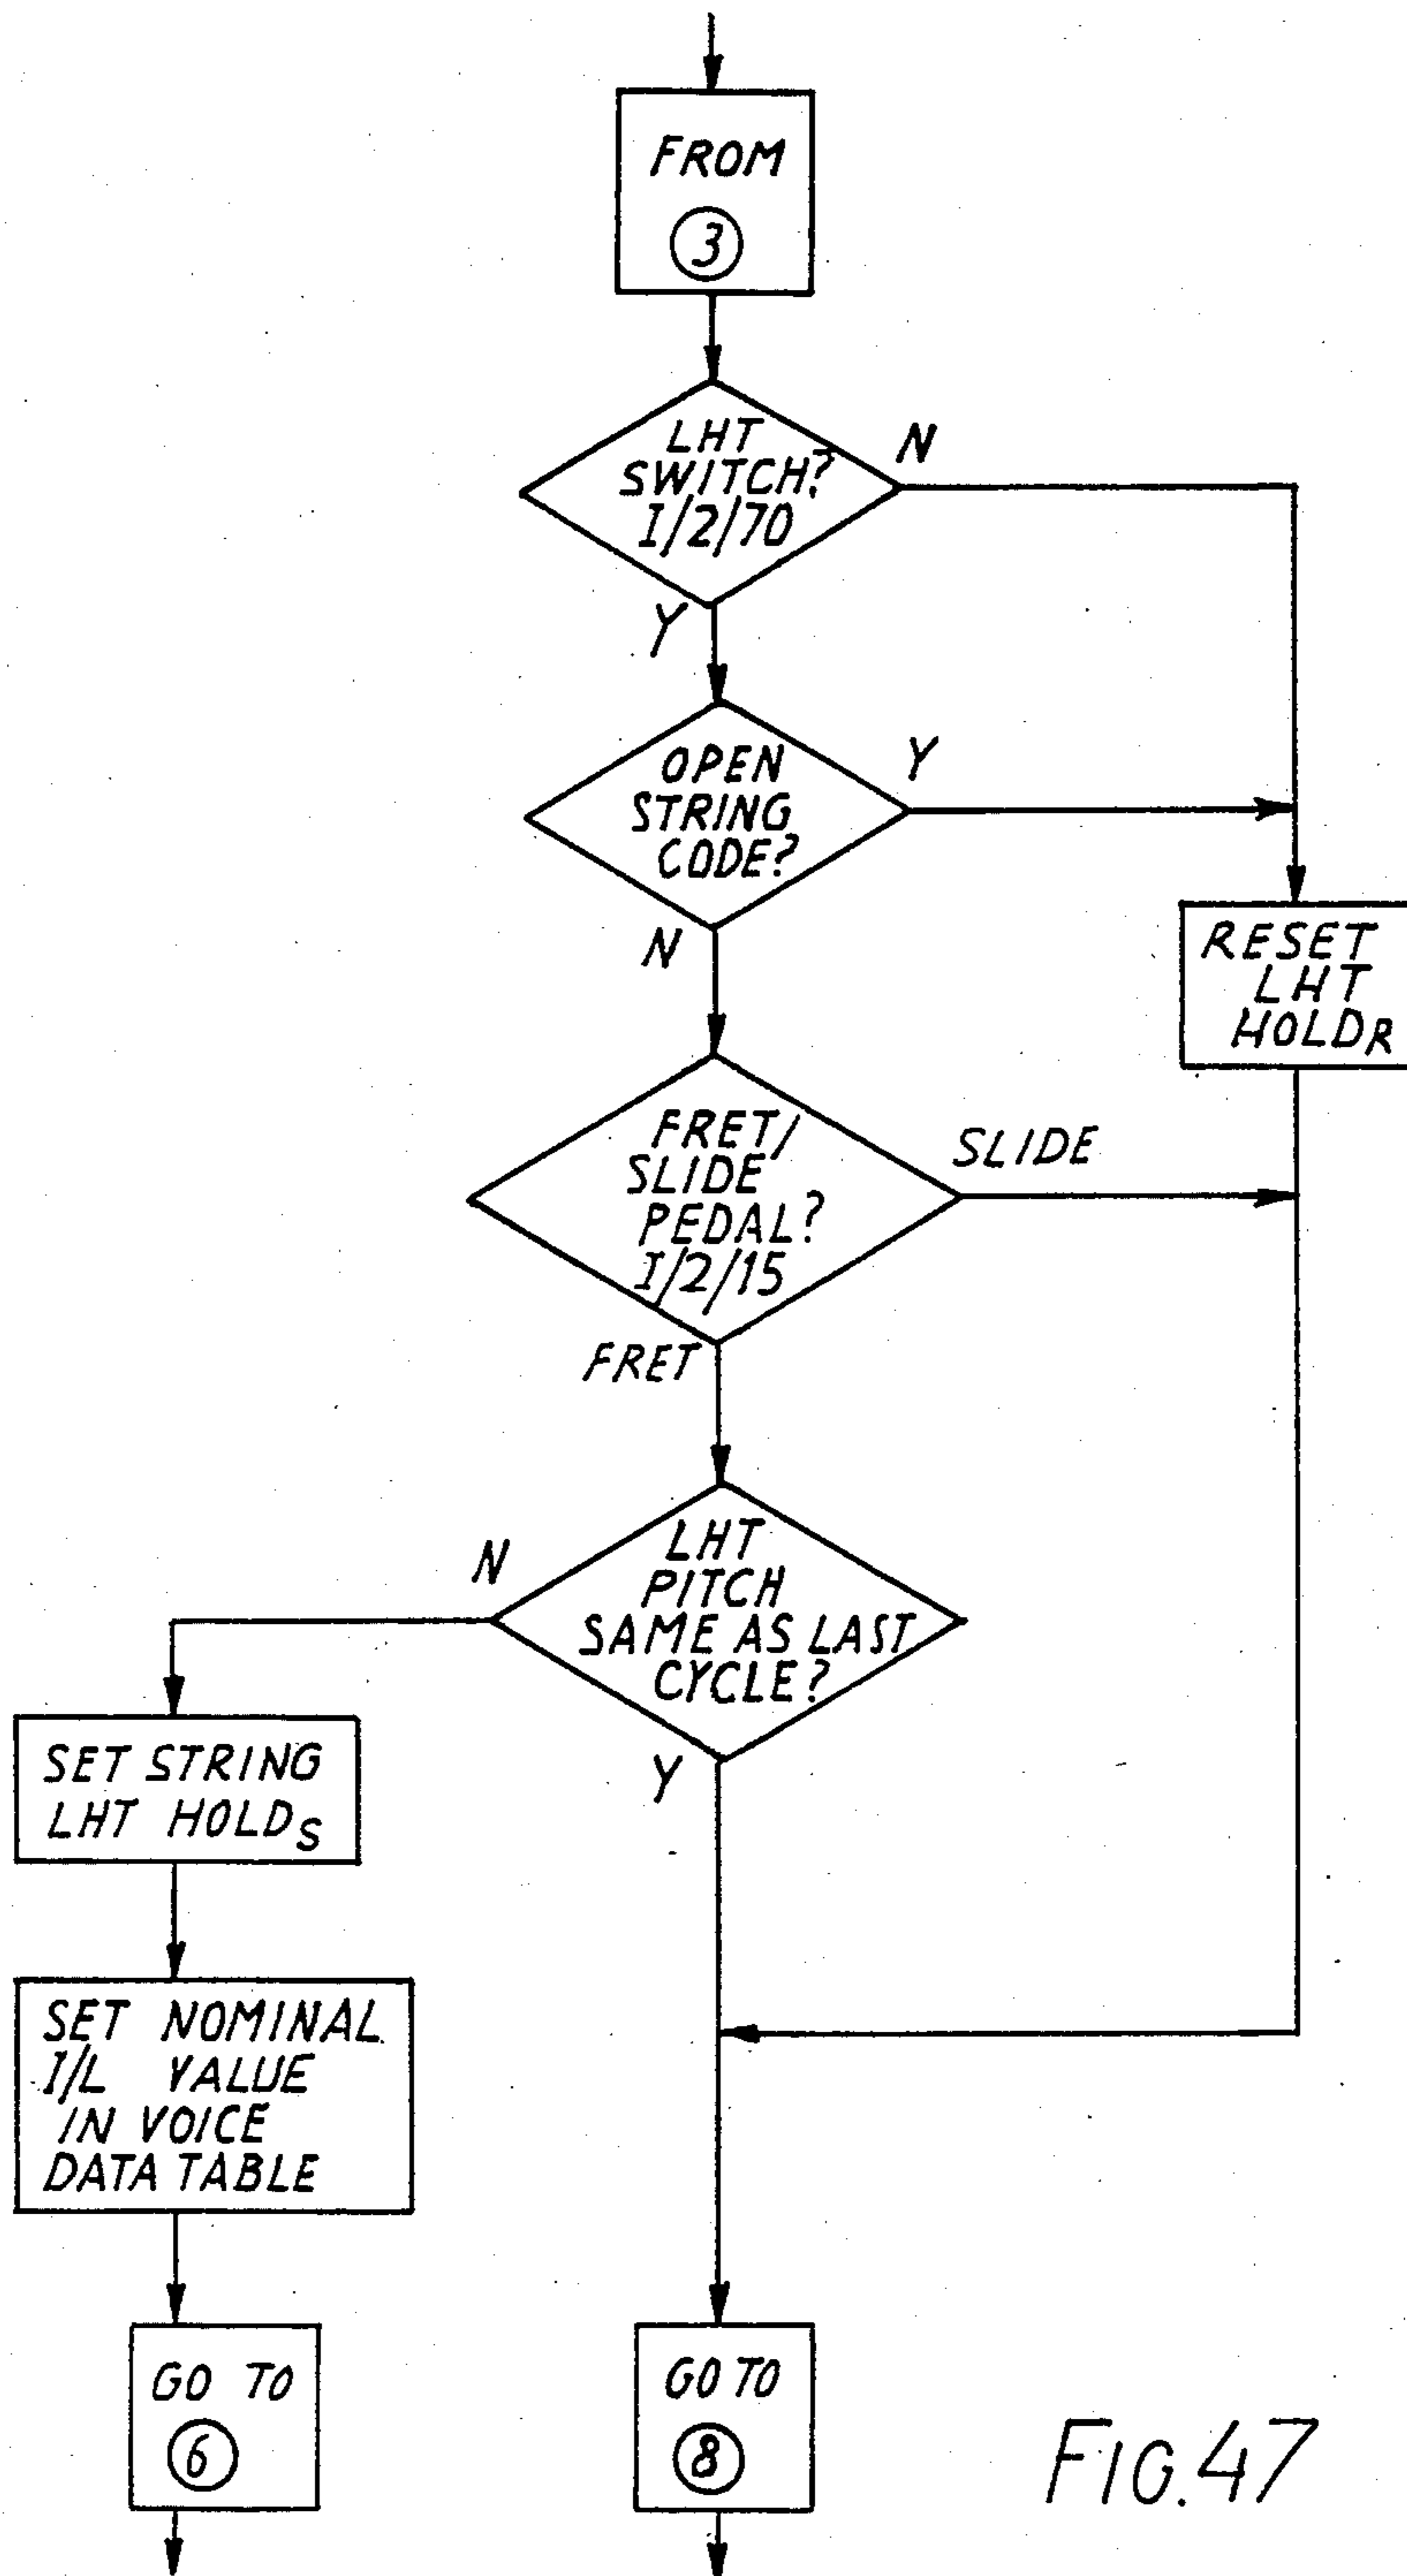 FROM
3
LHT
SWITCH?
I/2/70
N
Y
OPEN
STRING
CODE?
Y
N
RESET
LHT
HOLDR
FRET/
SLIDE
PEDAL?
I/2/15
SLIDE
FRET
LHT
PITCH
SAME AS LAST
CYCLE?
N
Y
SET STRING
LHT HOLDS
SET NOMINAL
I/L VALUE
IN VOICE
DATA TABLE
GO TO
6
GO TO
8
FIG. 47